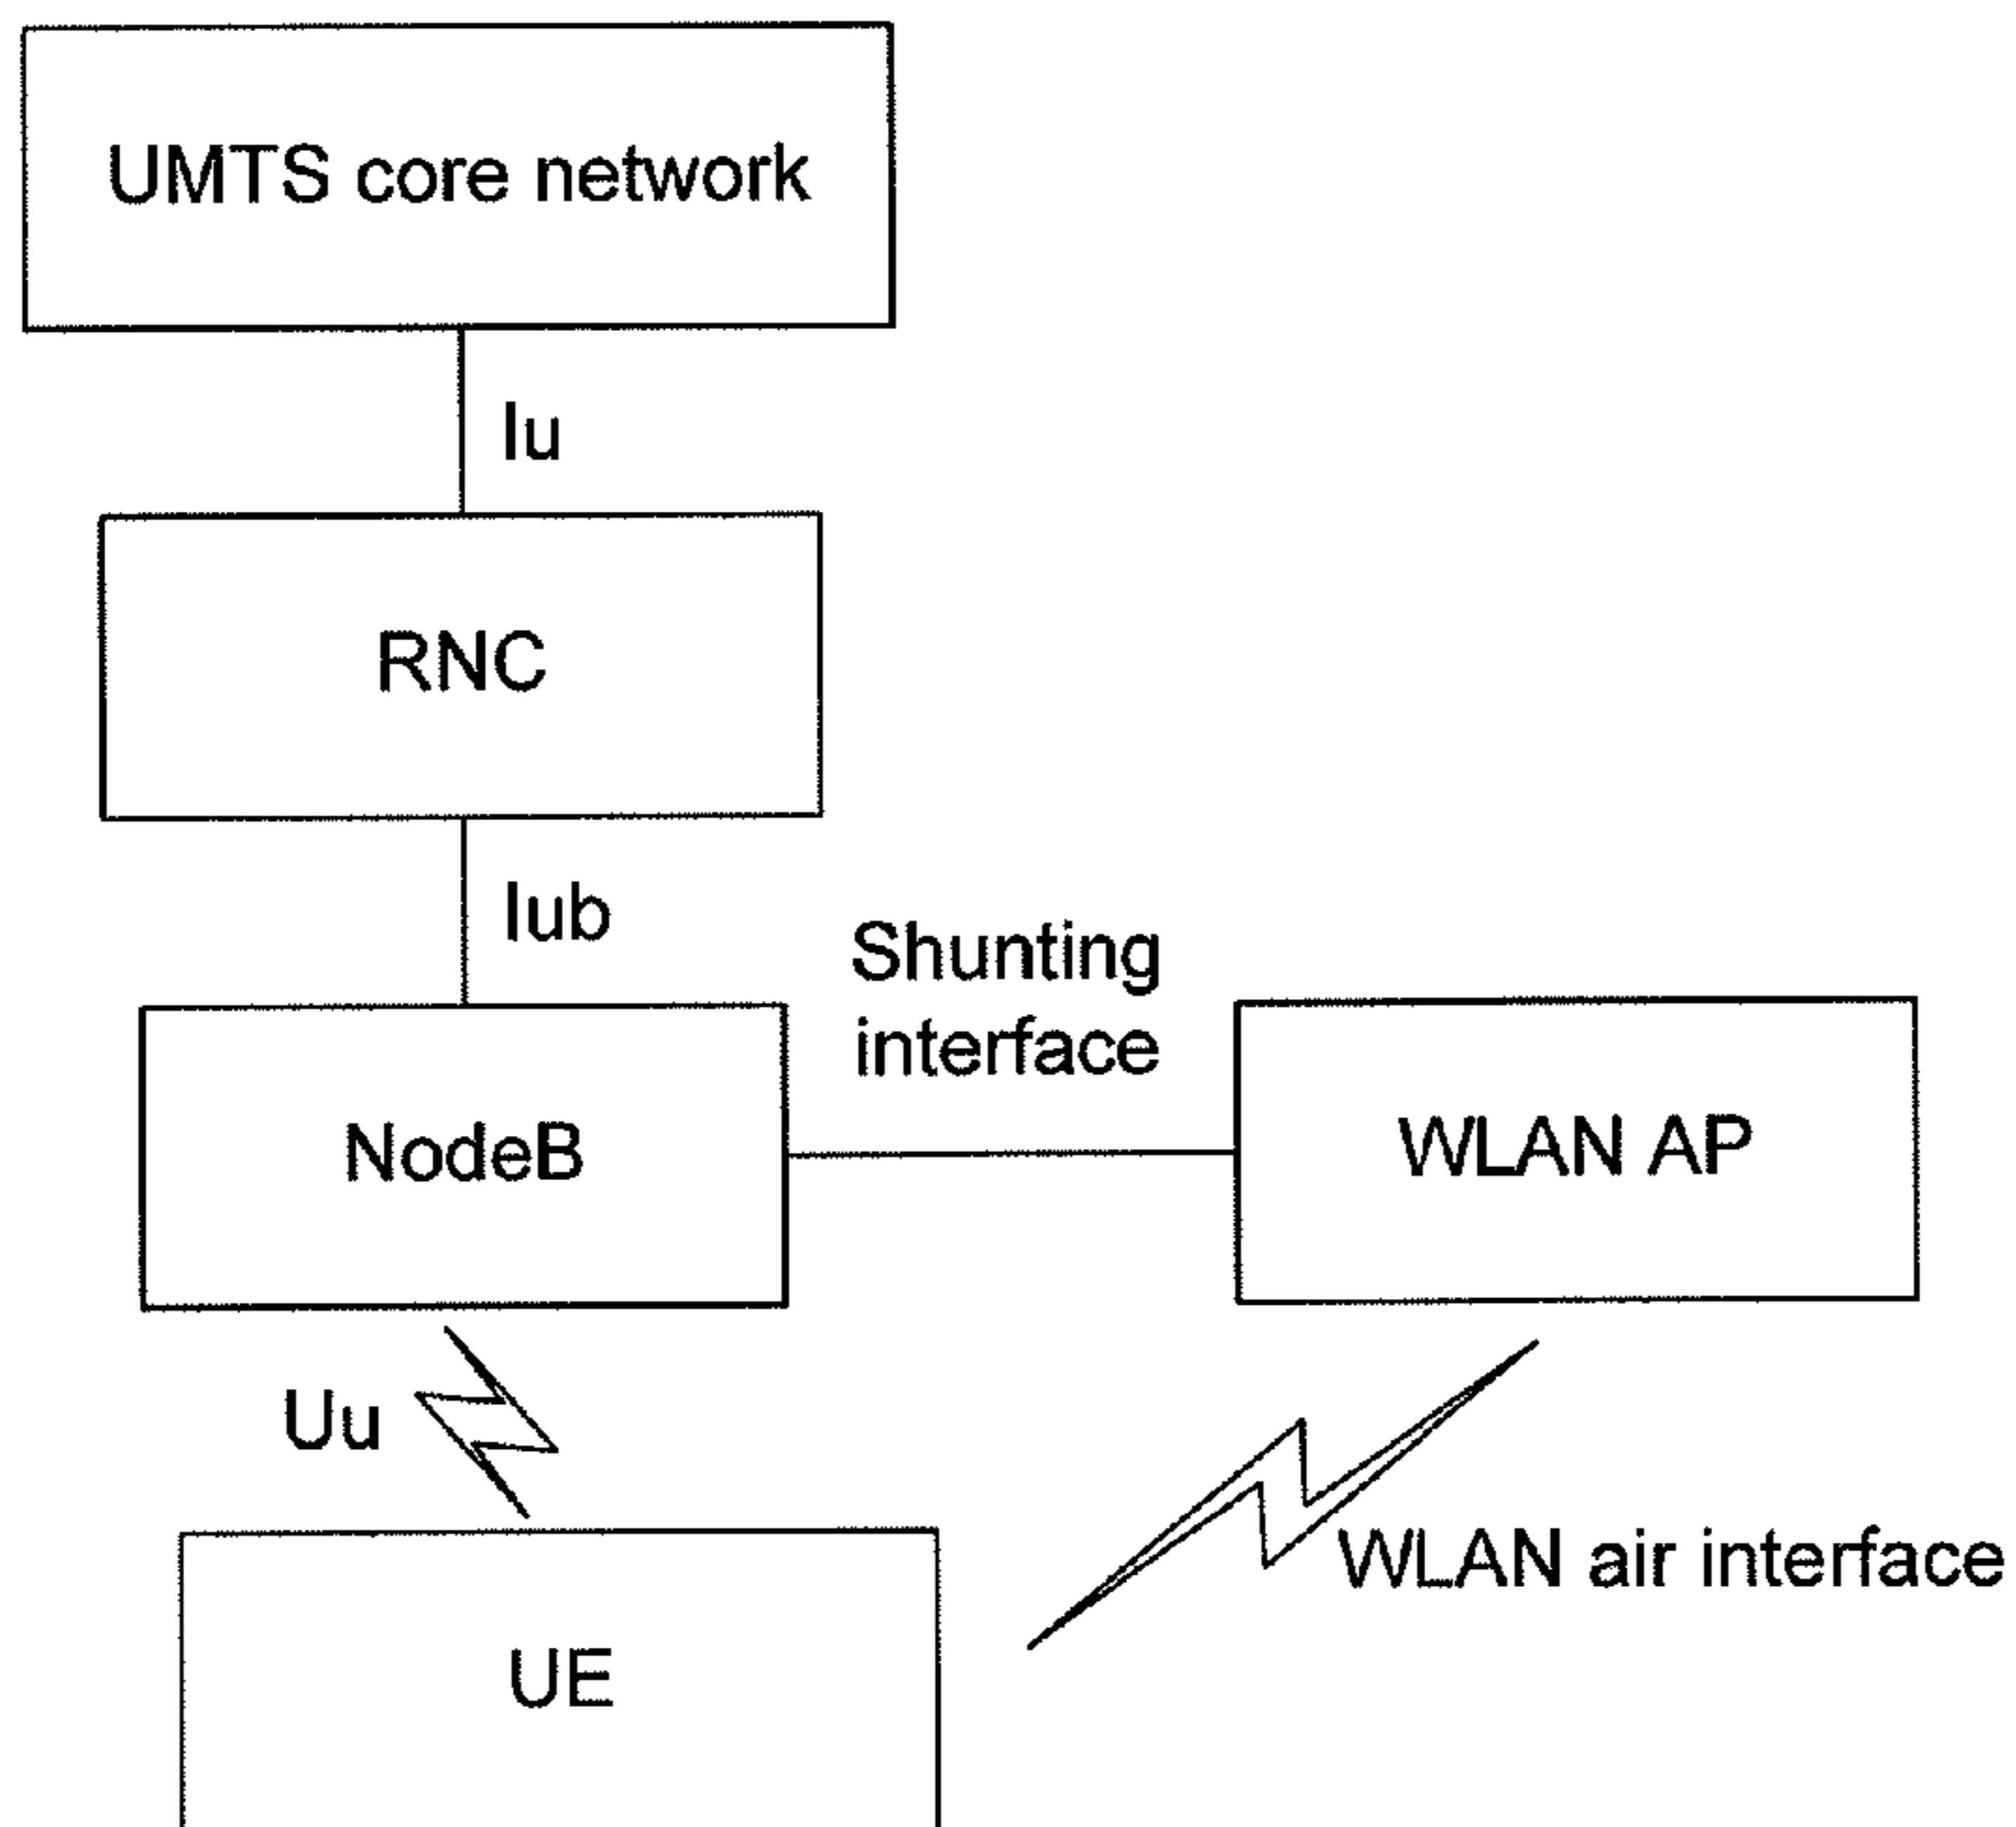 UMTS core network
Iu
RNC
Iub
Shunting
interface
NodeB
WLAN AP
Uu
WLAN air interface
UE